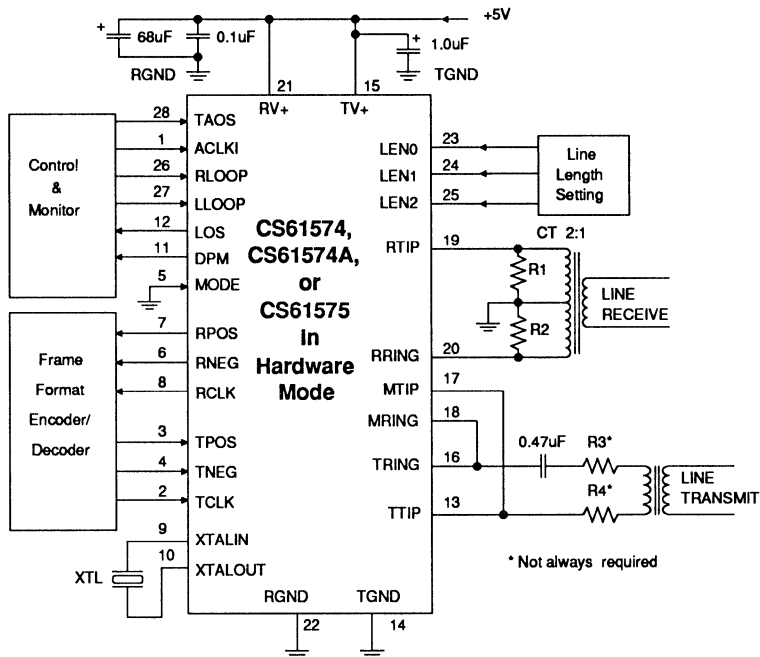 +5V
+
68uF
0.1uF
+
1.0uF
RGND
TGND
21
15
RV+
TV+
Control
&
Monitor
28
TAOS
1
ACLKI
26
RLOOP
27
LLOOP
12
LOS
11
DPM
5
MODE
Frame
Format
Encoder/
Decoder
7
RPOS
6
RNEG
8
RCLK
3
TPOS
4
TNEG
2
TCLK
9
XTALIN
10
XTALOUT
XTL
CS61574,
CS61574A,
or
CS61575
in
Hardware
Mode
LEN0
23
LEN1
24
LEN2
25
Line
Length
Setting
RTIP
19
CT 2:1
R1
R2
LINE
RECEIVE
RRING
20
MTIP
17
MRING
18
TRING
16
0.47uF
R3*
R4*
LINE
TRANSMIT
TTIP
13
* Not always required
RGND
TGND
22
14